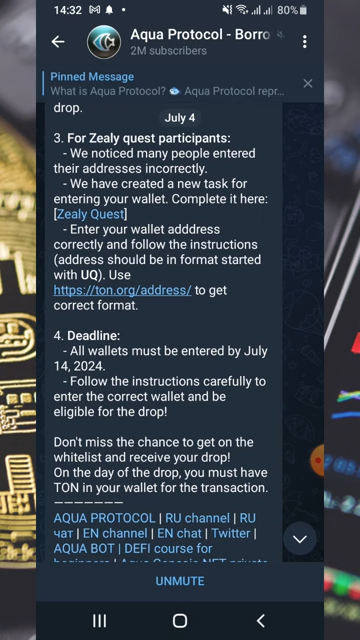 14:32
80%
Aqua Protocol - Borro
2M subscribers
Pinned Message
What is Aqua Protocol? 🐟 Aqua Protocol repr...
drop.
July 4
3. For Zealy quest participants:
- We noticed many people entered
their addresses incorrectly.
- We have created a new task for
entering your wallet. Complete it here:
[Zealy Quest]
- Enter your wallet adddress
correctly and follow the instructions
(address should be in format started
with UQ). Use
https://ton.org/address/ to get
correct format.
4. Deadline:
- All wallets must be entered by July
14, 2024.
- Follow the instructions carefully to
enter the correct wallet and be
eligible for the drop!
Don't miss the chance to get on the
whitelist and receive your drop!
On the day of the drop, you must have
TON in your wallet for the transaction.
———————
AQUA PROTOCOL | RU channel | RU
чат | EN channel | EN chat | Twitter |
AQUA BOT | DEFI course for
beginners | Aqua Genesis NFT private
UNMUTE